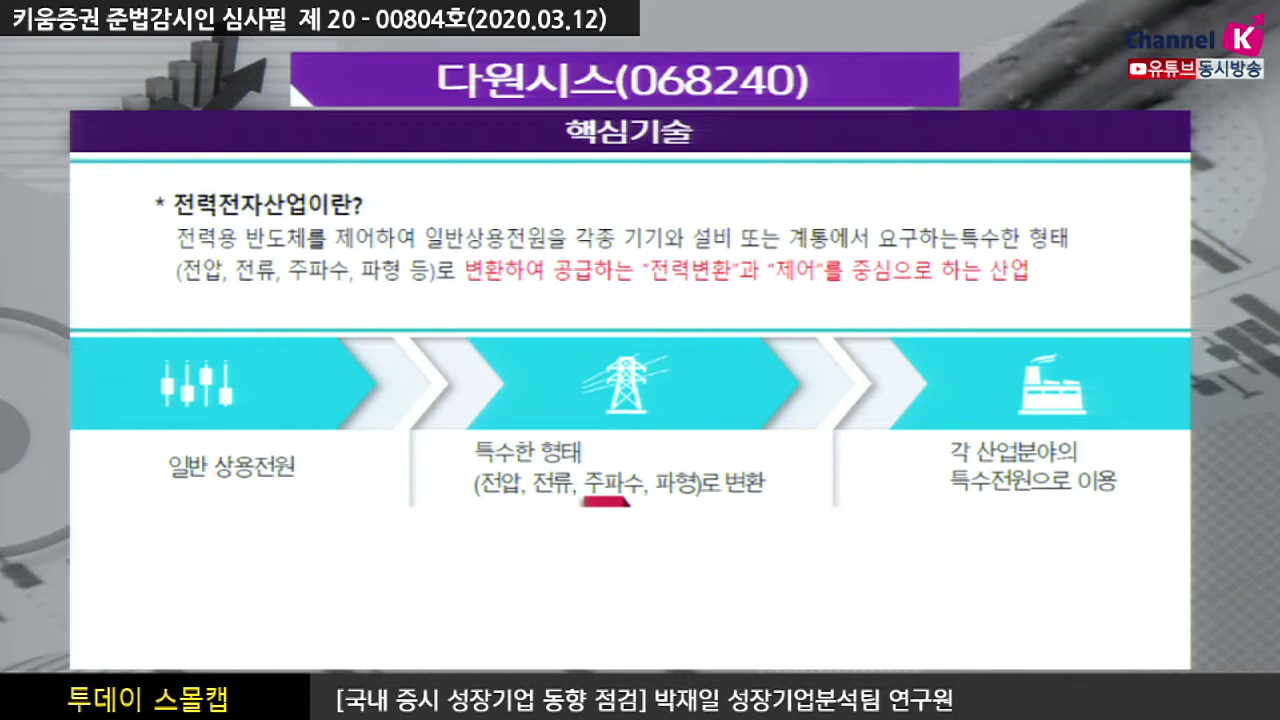 키움증권 준법감시인 심사필 제 20 - 00804호(2020.03.12)
Channel K
유튜브동시방송
다원시스(068240)
핵심기술
* 전력전자산업이란?
전력용 반도체를 제어하여 일반상용전원을 각종 기기와 설비 또는 계통에서 요구하는특수한 형태
(전압, 전류, 주파수, 파형 등)로 변환하여 공급하는 "전력변환"과 "제어"를 중심으로 하는 산업
일반 상용전원
특수한 형태
(전압, 전류, 주파수, 파형)로 변환
각 산업분야의
특수전원으로 이용
투데이 스몰캡
[국내 증시 성장기업 동향 점검] 박재일 성장기업분석팀 연구원